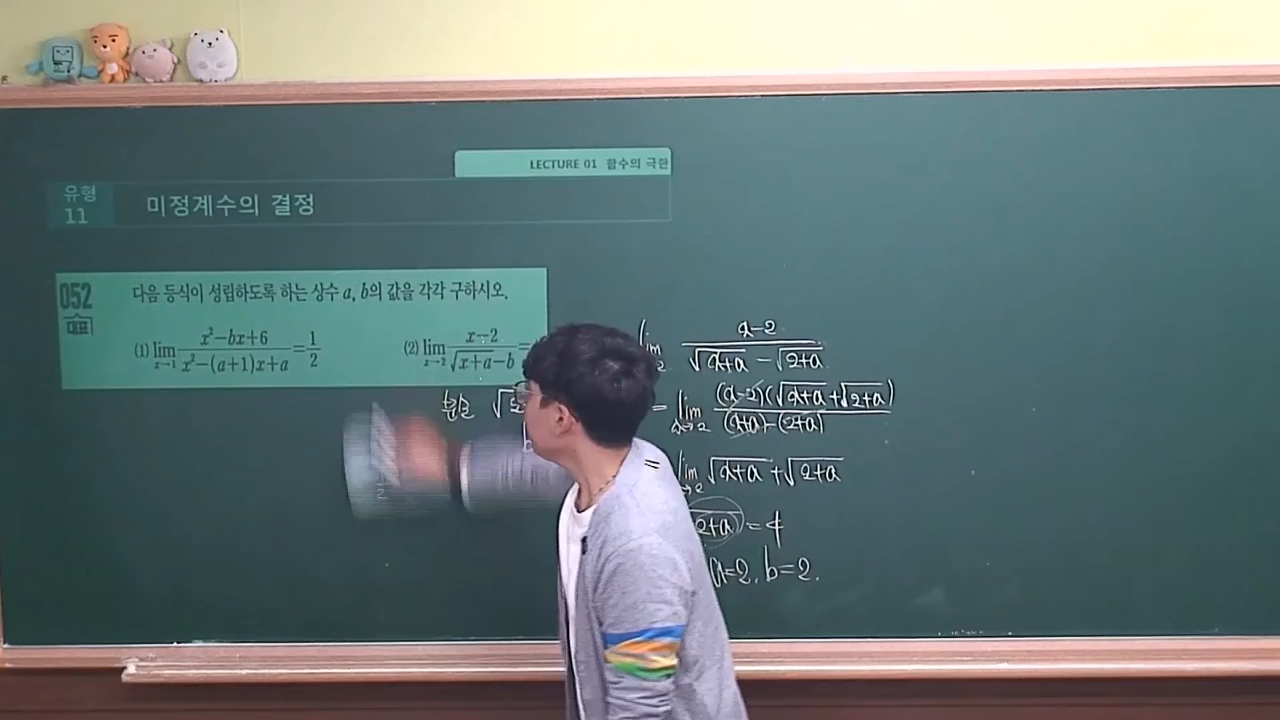 LECTURE 01 함수의 극한
유형 11
미정계수의 결정
052
대표
다음 등식이 성립하도록 하는 상수 a, b의 값을 각각 구하시오.
(1) lim x→1 (x²-bx+6)/(x²-(a+1)x+a) = 1/2
(2) lim x→2 (x-2)/(√x+a-b) =
(x-2)/(√x+a - √2+a)
= lim x→2 (x-2)(√x+a + √2+a)/((x+a)-(2+a))
= lim x→2 √x+a + √2+a
√2+a = 4
a=2, b=2.